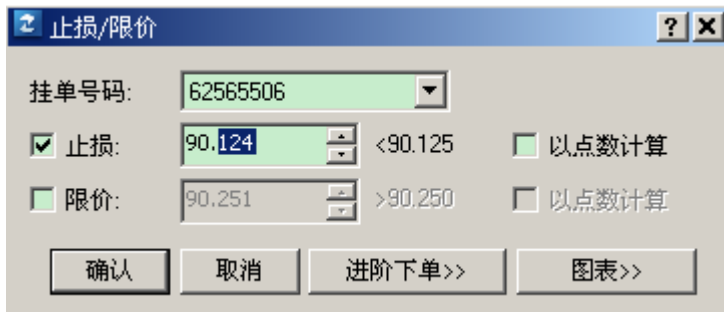 止损/限价
挂单号码: 62565506
止损: 90.124 <90.125 以点数计算
限价: 90.251 >90.250 以点数计算
确认 取消 进阶下单>> 图表>>